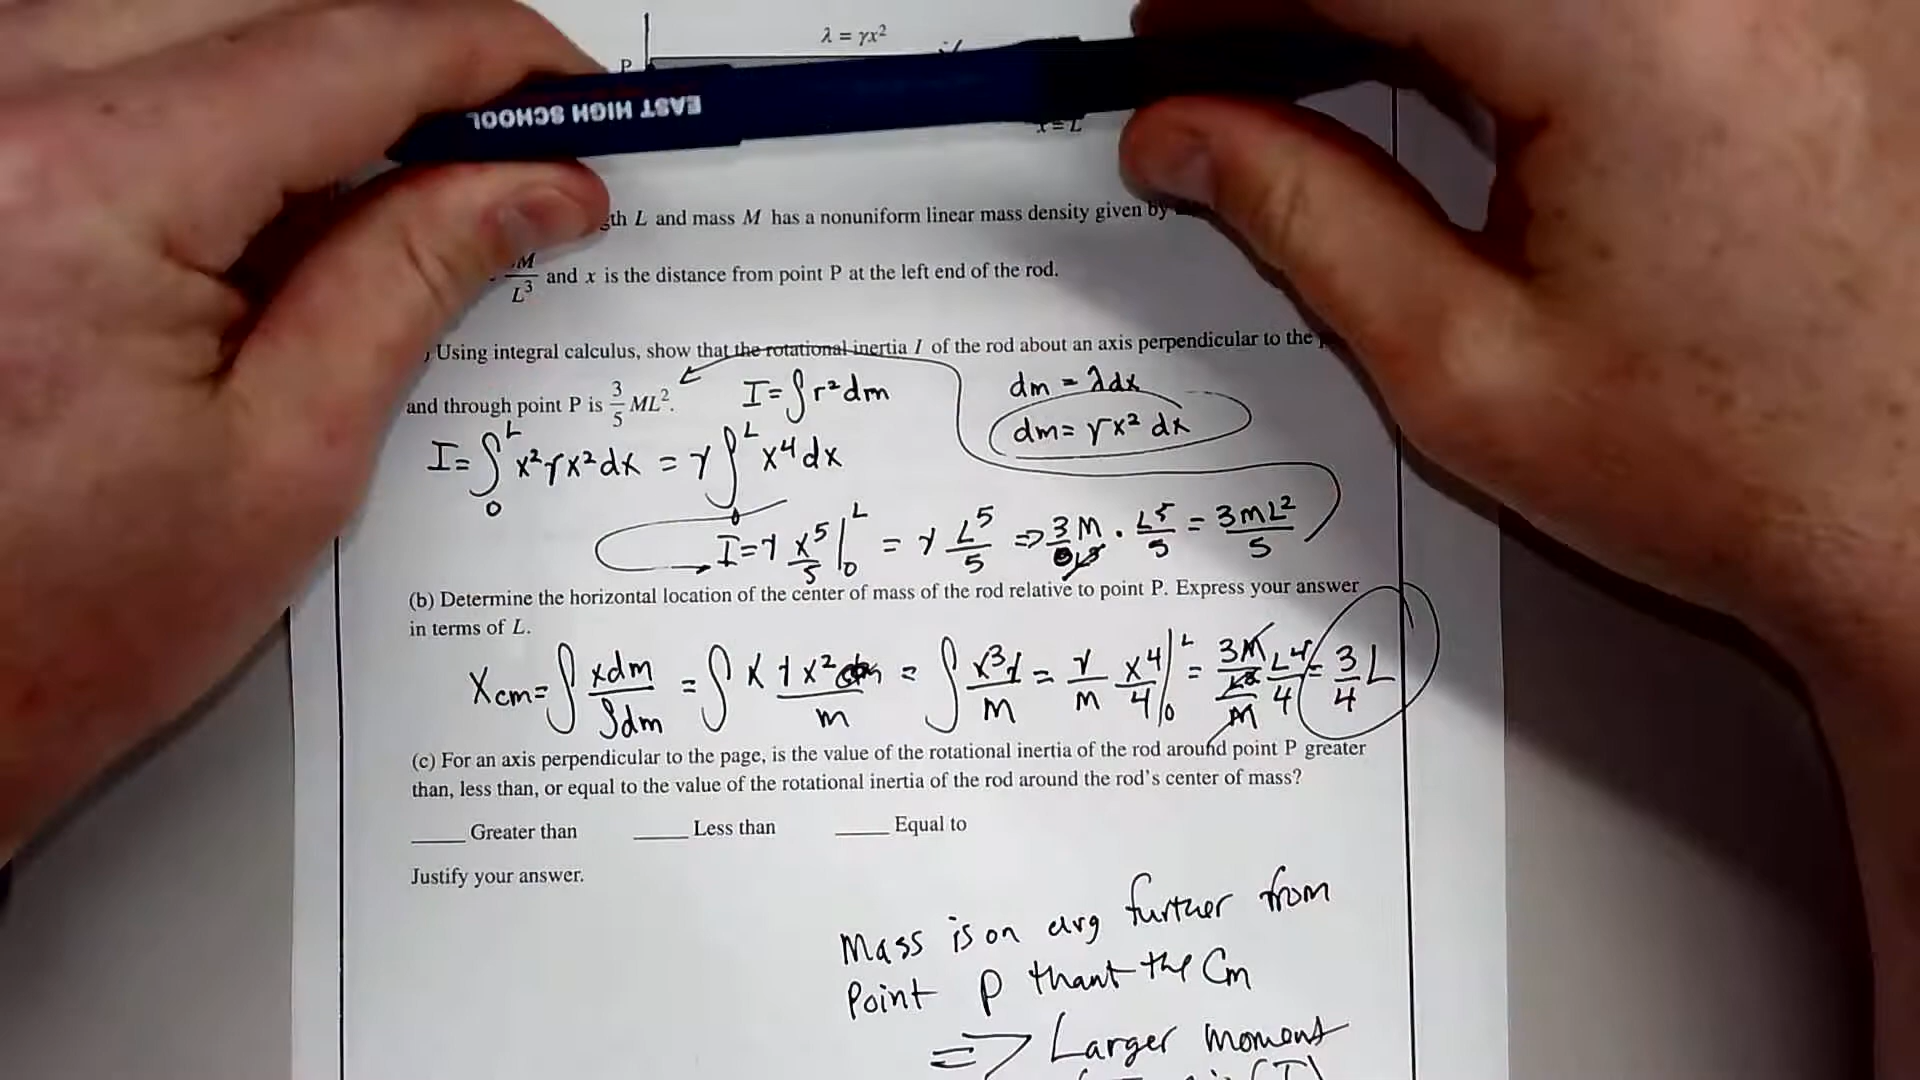 λ = γx²
P
EAST HIGH SCHOOL
x = L
gth L and mass M has a nonuniform linear mass density given by
M/L³ and x is the distance from point P at the left end of the rod.
Using integral calculus, show that the rotational inertia I of the rod about an axis perpendicular to the
and through point P is 3/5 ML².
I = ∫r²dm
dm = λdx
dm = γx² dx
I = ∫₀ᴸ x²γx²dx = γ∫₀ᴸ x⁴dx
I = γ x⁵/5 |₀ᴸ = γ L⁵/5 ⇒ 3M/L³ · L⁵/5 = 3ML²/5
(b) Determine the horizontal location of the center of mass of the rod relative to point P. Express your answer
in terms of L.
Xcm = ∫ xdm/∫dm = ∫ x γx²/m = ∫ x³γ/m = γ/m x⁴/4 |₀ᴸ = 3M/L³/M L⁴/4 = 3/4 L
(c) For an axis perpendicular to the page, is the value of the rotational inertia of the rod around point P greater
than, less than, or equal to the value of the rotational inertia of the rod around the rod's center of mass?
____ Greater than ____ Less than ____ Equal to
Justify your answer.
Mass is on avg further from
Point P thant the Cm
=> Larger moment
(I)